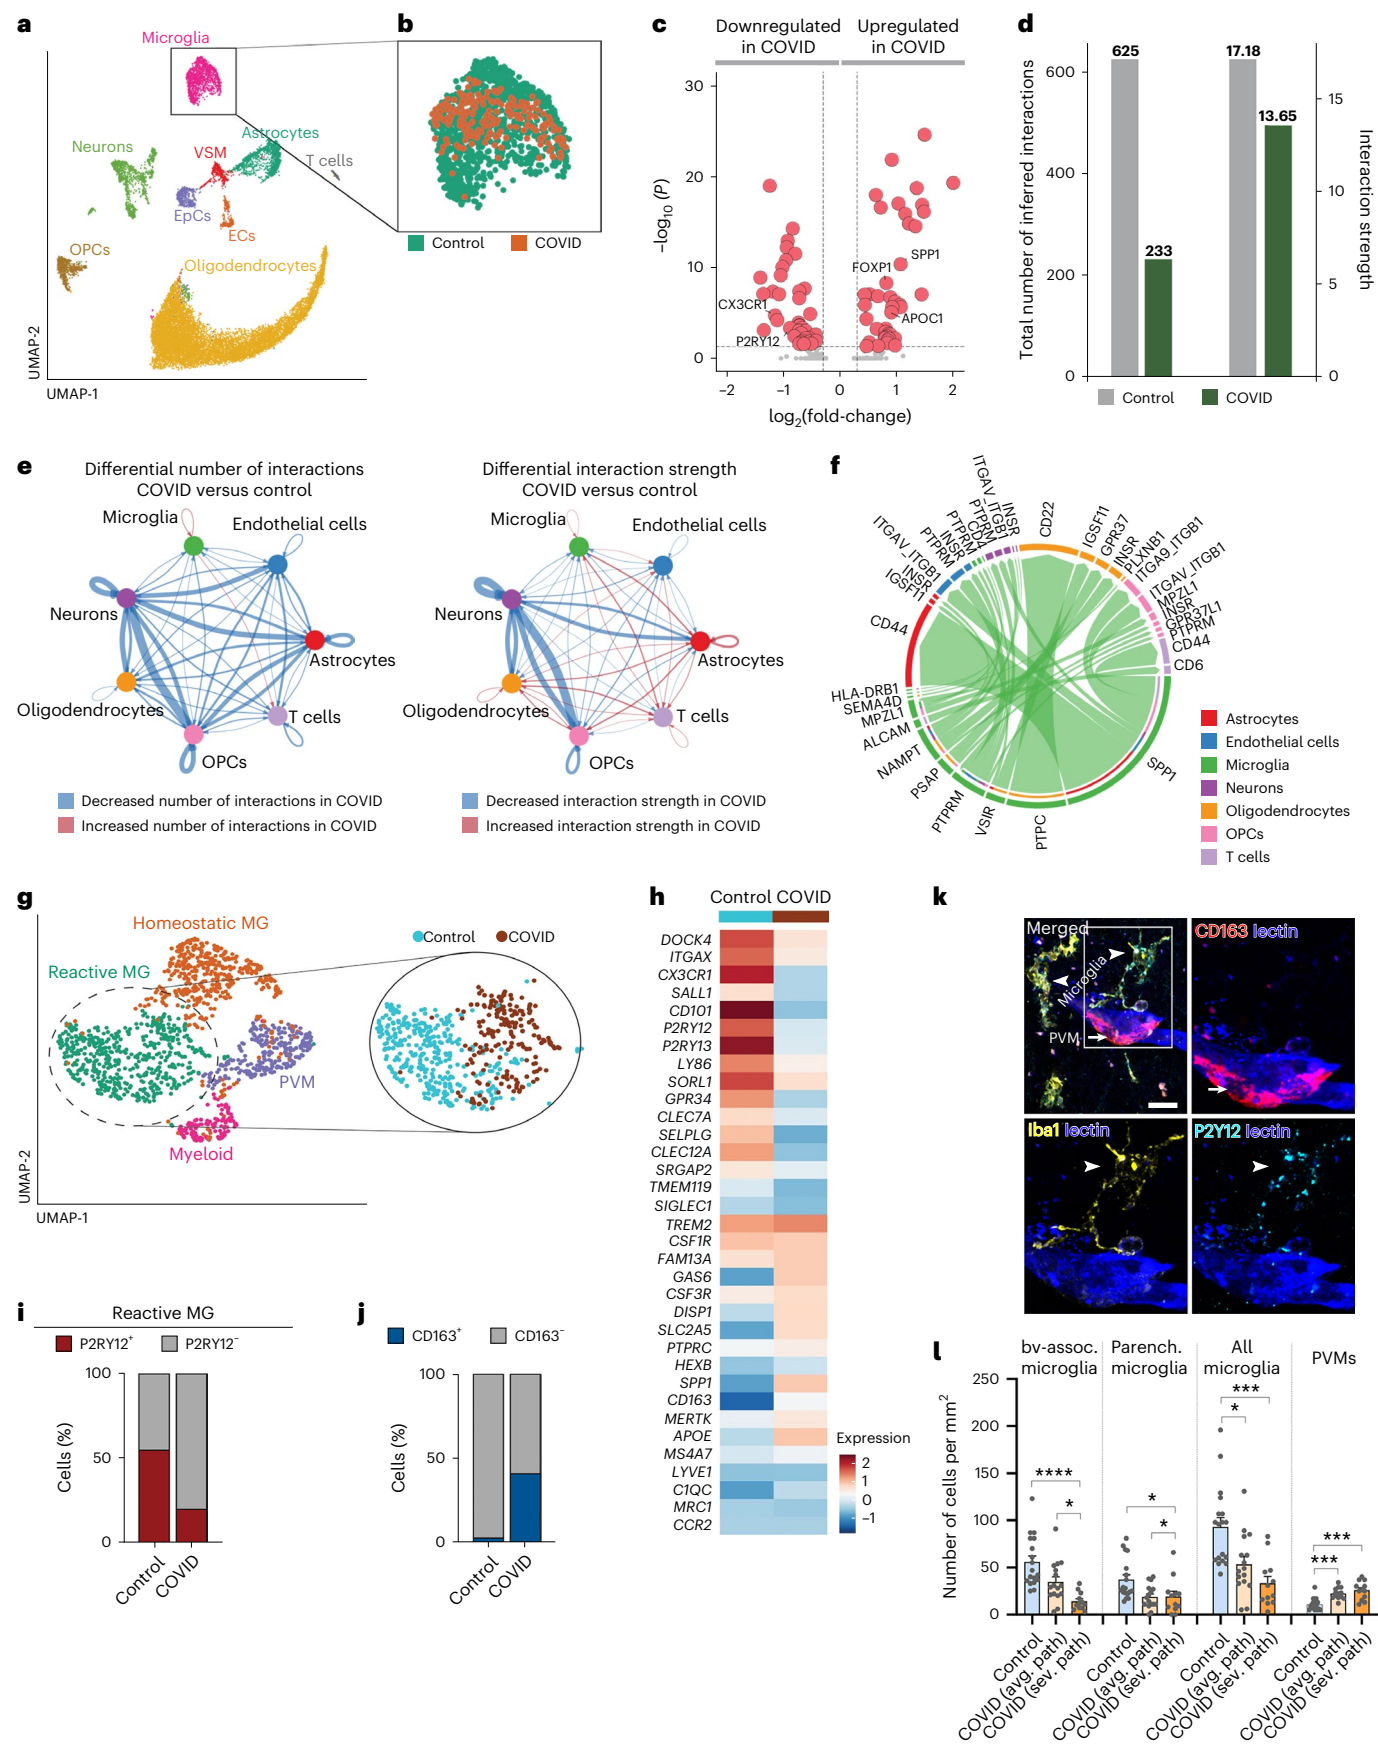 a
Microglia
Neurons
VSM
Astrocytes
T cells
EpCs
ECs
OPCs
Oligodendrocytes
UMAP-2
UMAP-1
b
Control
COVID
c
Downregulated
in COVID
Upregulated
in COVID
30
20
10
0
–log10 (P)
SPP1
FOXP1
CX3CR1
APOC1
P2RY12
–2
–1
0
1
2
log2(fold-change)
d
625
17.18
13.65
233
600
400
200
0
15
10
5
0
Total number of inferred interactions
Interaction strength
Control
COVID
e
Differential number of interactions
COVID versus control
Microglia
Endothelial cells
Neurons
Astrocytes
Oligodendrocytes
T cells
OPCs
Decreased number of interactions in COVID
Increased number of interactions in COVID
Differential interaction strength
COVID versus control
Microglia
Endothelial cells
Neurons
Astrocytes
Oligodendrocytes
T cells
OPCs
Decreased interaction strength in COVID
Increased interaction strength in COVID
f
CD44
IGSF11
INSR
ITGAV_ITGB1
PTPRM
INSR
PTPRM
CD44
PTPRM
ITGAV_ITGB1
INSR
CD22
IGSF11
GPR37
INSR
PLXNB1
ITGA9_ITGB1
ITGAV_ITGB1
MPZL1
INSR
GPR37L1
PTPRM
CD44
CD6
SPP1
PTPC
VSIR
PTPRM
PSAP
NAMPT
ALCAM
MPZL1
SEMA4D
HLA-DRB1
Astrocytes
Endothelial cells
Microglia
Neurons
Oligodendrocytes
OPCs
T cells
g
Homeostatic MG
Reactive MG
PVM
Myeloid
Control
COVID
UMAP-2
UMAP-1
h
Control COVID
DOCK4
ITGAX
CX3CR1
SALL1
CD101
P2RY12
P2RY13
LY86
SORL1
GPR34
CLEC7A
SELPLG
CLEC12A
SRGAP2
TMEM119
SIGLEC1
TREM2
CSF1R
FAM13A
GAS6
CSF3R
DISP1
SLC2A5
PTPRC
HEXB
SPP1
CD163
MERTK
APOE
MS4A7
LYVE1
C1QC
MRC1
CCR2
Expression
2
1
0
–1
i
Reactive MG
P2RY12+
P2RY12–
100
50
0
Cells (%)
Control
COVID
j
CD163+
CD163–
100
50
0
Cells (%)
Control
COVID
k
Merged
Microglia
PVM
CD163 lectin
Iba1 lectin
P2Y12 lectin
l
bv-assoc.
microglia
Parench.
microglia
All
microglia
PVMs
250
200
150
100
50
0
Number of cells per mm2
****
*
*
*
***
*
***
***
Control
COVID (avg. path)
COVID (sev. path)
Control
COVID (avg. path)
COVID (sev. path)
Control
COVID (avg. path)
COVID (sev. path)
Control
COVID (avg. path)
COVID (sev. path)